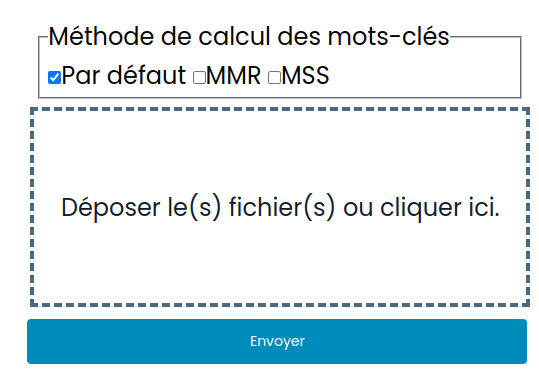 Méthode de calcul des mots-clés
Par défaut MMR MSS
Déposer le(s) fichier(s) ou cliquer ici.
Envoyer